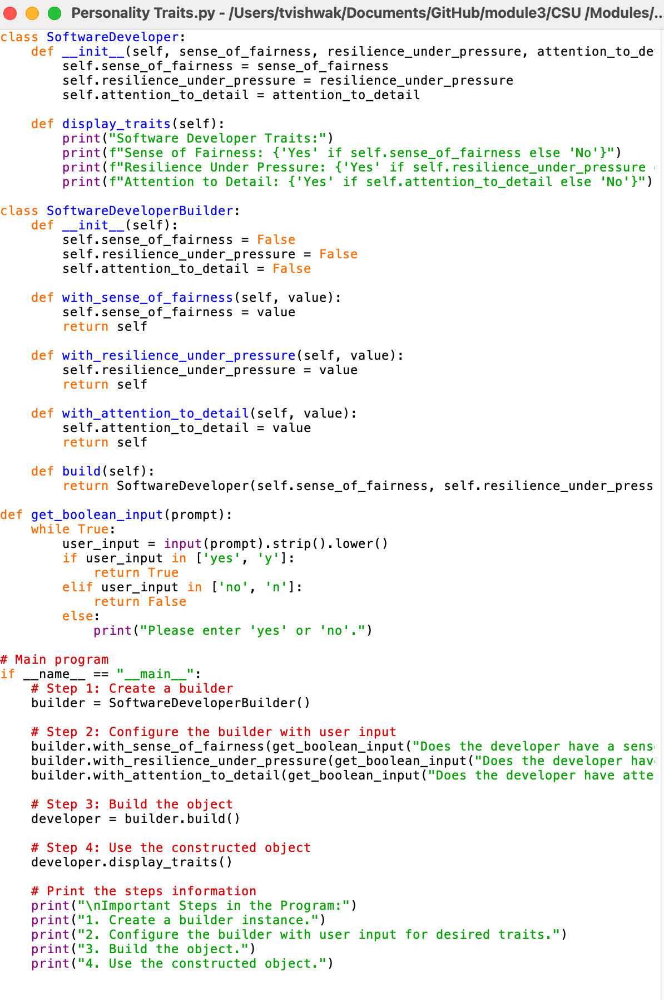 Personality Traits.py - /Users/tvishwak/Documents/GitHub/module3/CSU /Modules/...
class SoftwareDeveloper:
    def __init__(self, sense_of_fairness, resilience_under_pressure,
        self.sense_of_fairness = sense_of_fairness
        self.resilience_under_pressure = resilience_under_pressure
        self.attention_to_detail = attention_to_detail

    def display_traits(self):
        print("Software Developer Traits:")
        print(f"Sense of Fairness: {'Yes' if self.sense_of_fairness else 'No'}")
        print(f"Resilience Under Pressure: {'Yes' if self.resilience_under_pressure
        print(f"Attention to Detail: {'Yes' if self.attention_to_detail else 'No'}")

class SoftwareDeveloperBuilder:
    def __init__(self):
        self.sense_of_fairness = False
        self.resilience_under_pressure = False
        self.attention_to_detail = False

    def with_sense_of_fairness(self, value):
        self.sense_of_fairness = value
        return self

    def with_resilience_under_pressure(self, value):
        self.resilience_under_pressure = value
        return self

    def with_attention_to_detail(self, value):
        self.attention_to_detail = value
        return self

    def build(self):
        return SoftwareDeveloper(self.sense_of_fairness, self.resilience_under_press

def get_boolean_input(prompt):
    while True:
        user_input = input(prompt).strip().lower()
        if user_input in ['yes', 'y']:
            return True
        elif user_input in ['no', 'n']:
            return False
        else:
            print("Please enter 'yes' or 'no'.")

# Main program
if __name__ == "__main__":
    # Step 1: Create a builder
    builder = SoftwareDeveloperBuilder()

    # Step 2: Configure the builder with user input
    builder.with_sense_of_fairness(get_boolean_input("Does the developer have a
    builder.with_resilience_under_pressure(get_boolean_input("Does the developer
    builder.with_attention_to_detail(get_boolean_input("Does the developer have atte

    # Step 3: Build the object
    developer = builder.build()

    # Step 4: Use the constructed object
    developer.display_traits()

    # Print the steps information
    print("\nImportant Steps in the Program:")
    print("1. Create a builder instance.")
    print("2. Configure the builder with user input for desired traits.")
    print("3. Build the object.")
    print("4. Use the constructed object.")